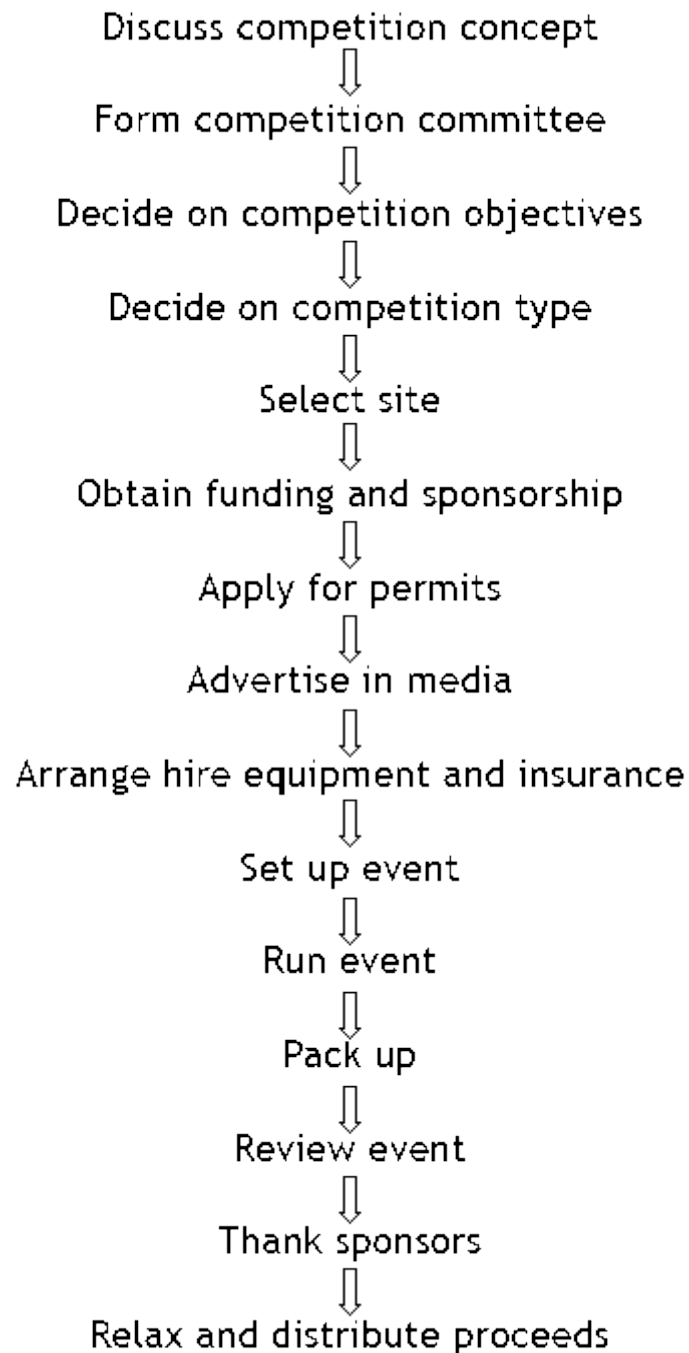 Discuss competition concept
Form competition committee
Decide on competition objectives
Decide on competition type
Select site
Obtain funding and sponsorship
Apply for permits
Advertise in media
Arrange hire equipment and insurance
Set up event
Run event
Pack up
Review event
Thank sponsors
Relax and distribute proceeds